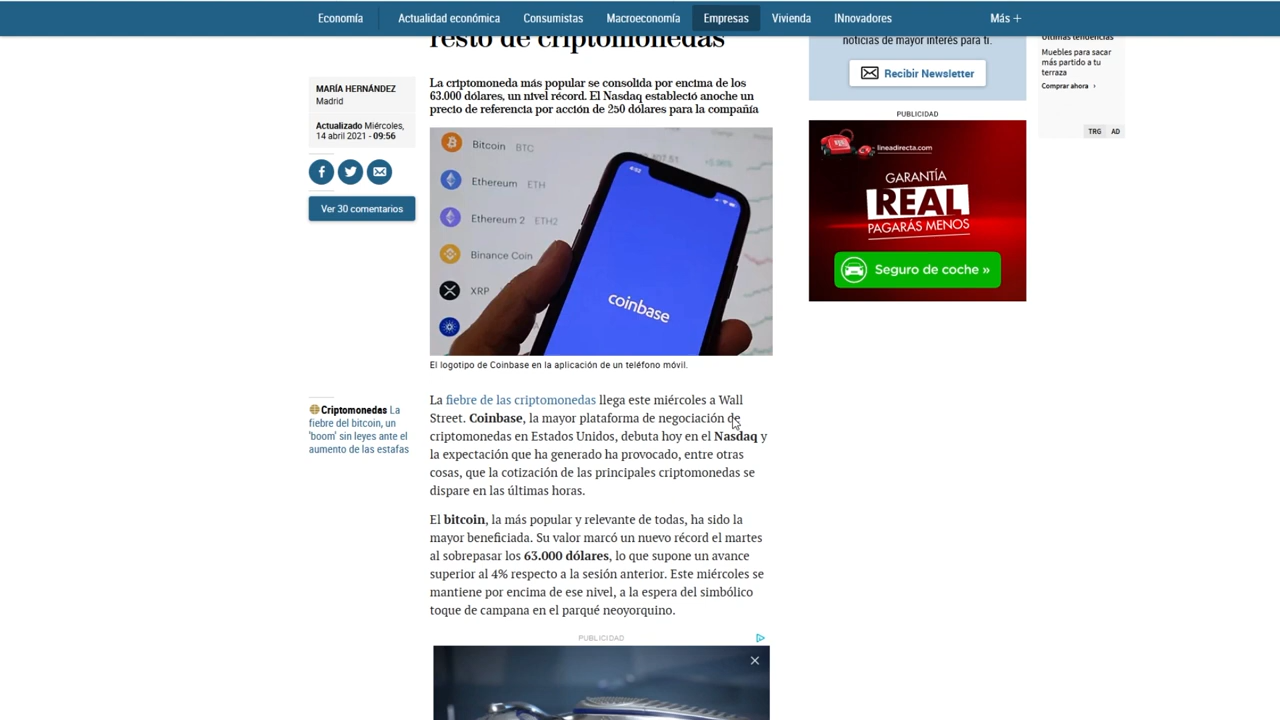 Economía
Actualidad económica
Consumistas
Macroeconomía
Empresas
Vivienda
INnovadores
Más +
resto de criptomonedas
La criptomoneda más popular se consolida por encima de los
63.000 dólares, un nivel récord. El Nasdaq estableció anoche un
precio de referencia por acción de 250 dólares para la compañía
MARÍA HERNÁNDEZ
Madrid
Actualizado Miércoles,
14 abril 2021 - 09:56
Ver 30 comentarios
Bitcoin BTC
Ethereum ETH
Ethereum 2 ETH2
Binance Coin
XRP
4:02
coinbase
El logotipo de Coinbase en la aplicación de un teléfono móvil.
Criptomonedas La
fiebre del bitcoin, un
'boom' sin leyes ante el
aumento de las estafas
La fiebre de las criptomonedas llega este miércoles a Wall
Street. Coinbase, la mayor plataforma de negociación de
criptomonedas en Estados Unidos, debuta hoy en el Nasdaq y
la expectación que ha generado ha provocado, entre otras
cosas, que la cotización de las principales criptomonedas se
dispare en las últimas horas.
El bitcoin, la más popular y relevante de todas, ha sido la
mayor beneficiada. Su valor marcó un nuevo récord el martes
al sobrepasar los 63.000 dólares, lo que supone un avance
superior al 4% respecto a la sesión anterior. Este miércoles se
mantiene por encima de ese nivel, a la espera del simbólico
toque de campana en el parqué neoyorquino.
PUBLICIDAD
noticias de mayor interés para ti.
Recibir Newsletter
PUBLICIDAD
lineadirecta.com
GARANTÍA
REAL
PAGARÁS MENOS
Seguro de coche »
Últimas tendencias
Muebles para sacar
más partido a tu
terraza
Comprar ahora ›
TRG AD